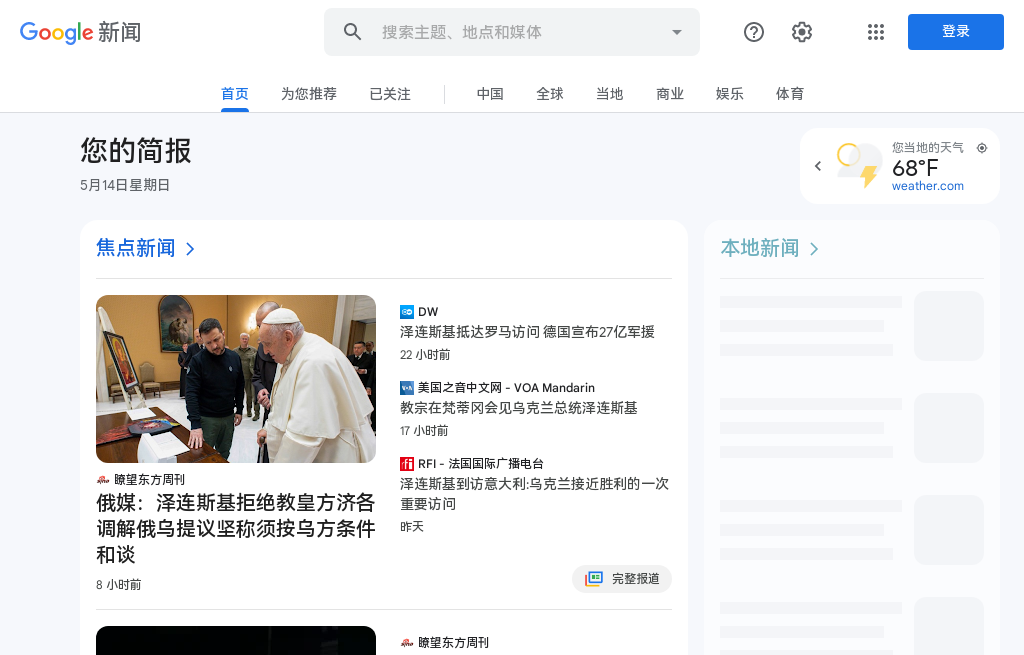 Google 新闻
搜索主题、地点和媒体
登录
首页
为您推荐
已关注
中国
全球
当地
商业
娱乐
体育
您的简报
5月14日星期日
您当地的天气
68°F
weather.com
焦点新闻
本地新闻
瞭望东方周刊
俄媒：泽连斯基拒绝教皇方济各
调解俄乌提议坚称须按乌方条件
和谈
8 小时前
DW
泽连斯基抵达罗马访问 德国宣布27亿军援
22 小时前
美国之音中文网 - VOA Mandarin
教宗在梵蒂冈会见乌克兰总统泽连斯基
17 小时前
RFI - 法国国际广播电台
泽连斯基到访意大利:乌克兰接近胜利的一次
重要访问
昨天
完整报道
瞭望东方周刊